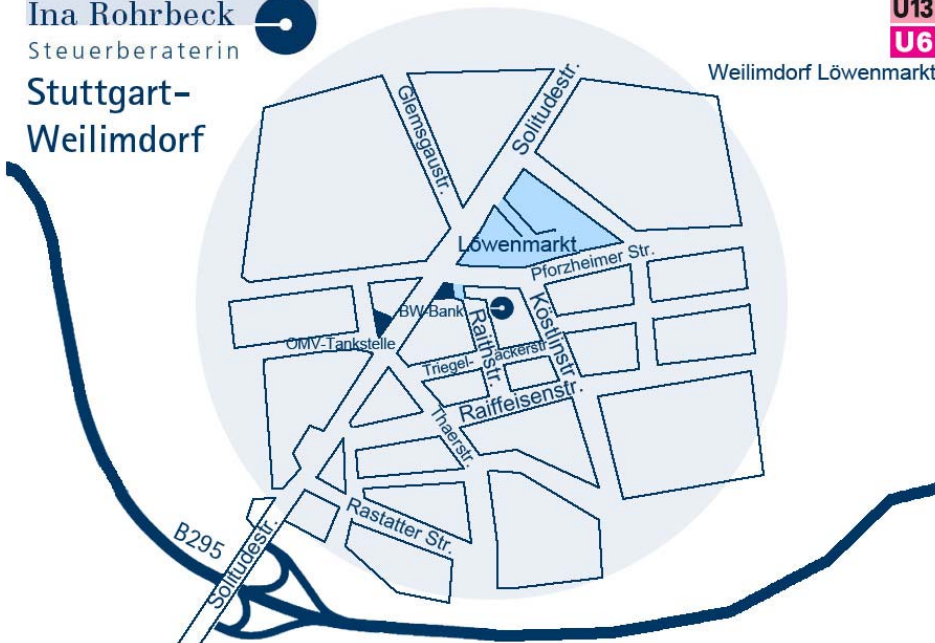 Ina Rohrbeck
Steuerberaterin
Stuttgart-
Weilimdorf
U13
U6
Weilimdorf Löwenmarkt
Solitudestr.
Glemsgaustr.
Löwenmarkt
Pforzheimer Str.
BW-Bank
Köstlinstr.
Raithstr.
OMV-Tankstelle
Triegel-äckerstr.
Raiffeisenstr.
Thaerstr.
Rastatter Str.
B295
Solitudestr.